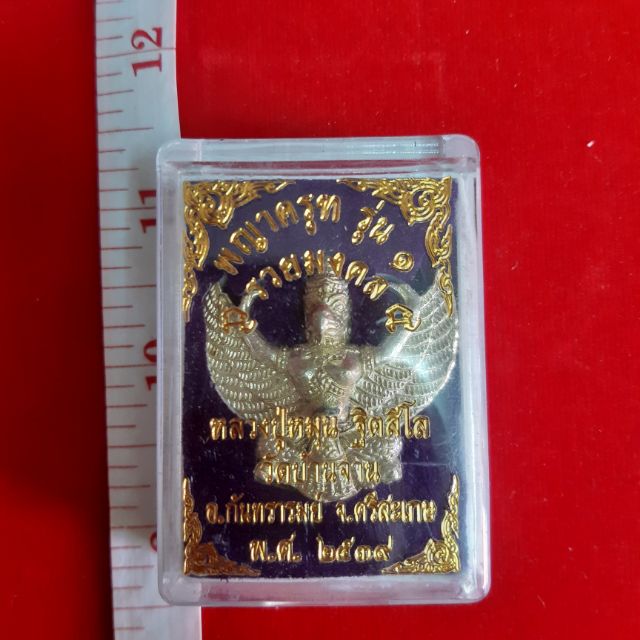 12
11
10
พญาครุฑ รุ่น ๑
รวยมงคล
หลวงปู่หมุน ฐิตสีโล
วัดบ้านจาน
อ.กันทรารมย์ จ.ศรีสะเกษ
พ.ศ. ๒๕๓๙